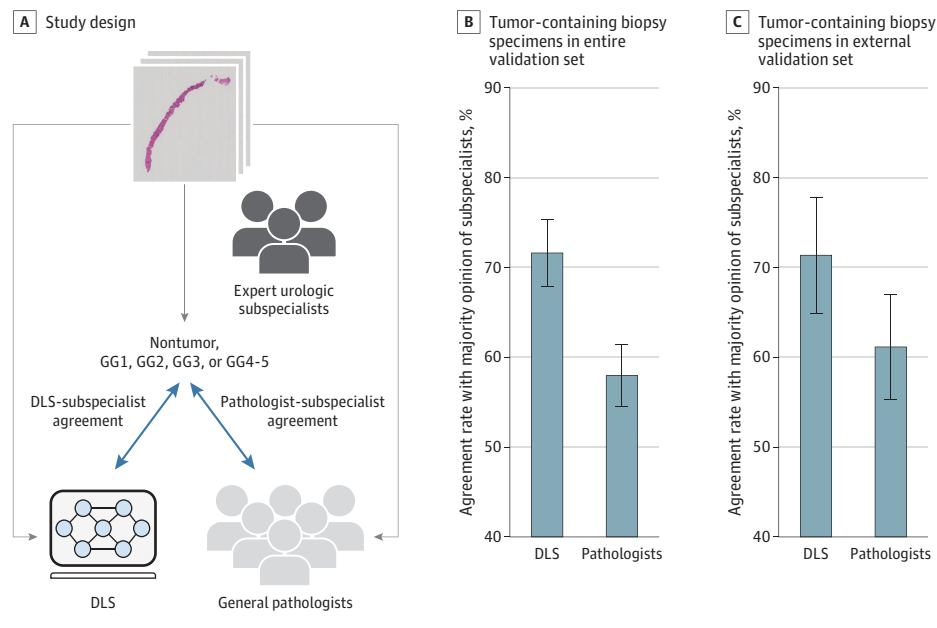 A Study design
Expert urologic
subspecialists
Nontumor,
GG1, GG2, GG3, or GG4-5
DLS-subspecialist
agreement
Pathologist-subspecialist
agreement
DLS
General pathologists
B Tumor-containing biopsy
specimens in entire
validation set
Agreement rate with majority opinion of subspecialists, %
90
80
70
60
50
40
DLS
Pathologists
C Tumor-containing biopsy
specimens in external
validation set
Agreement rate with majority opinion of subspecialists, %
90
80
70
60
50
40
DLS
Pathologists